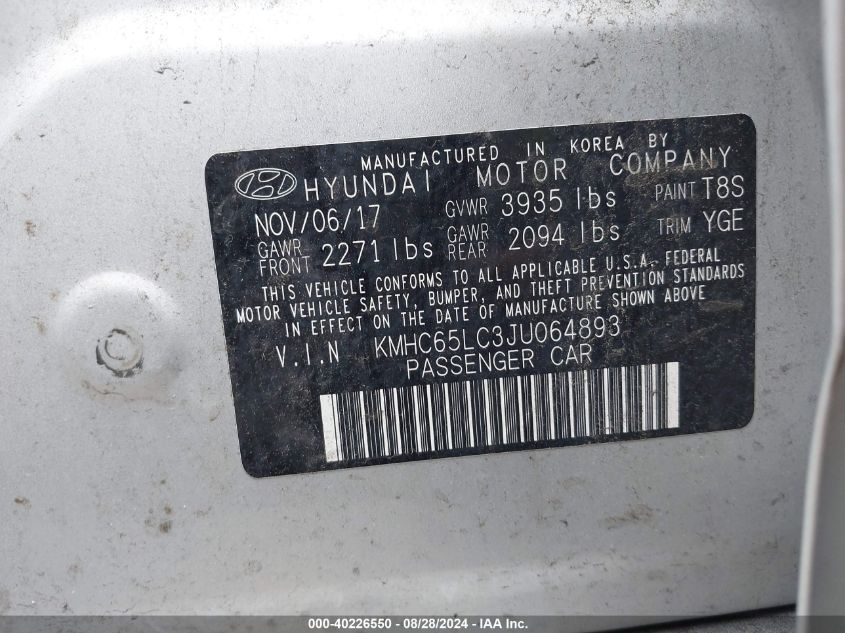 MANUFACTURED IN KOREA BY
HYUNDAI MOTOR COMPANY
NOV/06/17 GVWR 3935 lbs PAINT T8S
GAWR FRONT 2271 lbs GAWR REAR 2094 lbs TRIM YGE
THIS VEHICLE CONFORMS TO ALL APPLICABLE U.S.A. FEDERAL
MOTOR VEHICLE SAFETY, BUMPER, AND THEFT PREVENTION STANDARDS
IN EFFECT ON THE DATE OF MANUFACTURE SHOWN ABOVE
V.I.N KMHC65LC3JU064893
PASSENGER CAR
000-40226550 - 08/28/2024 - IAA Inc.